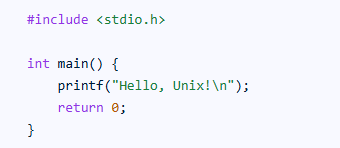 #include <stdio.h>

int main() {
    printf("Hello, Unix!\n");
    return 0;
}